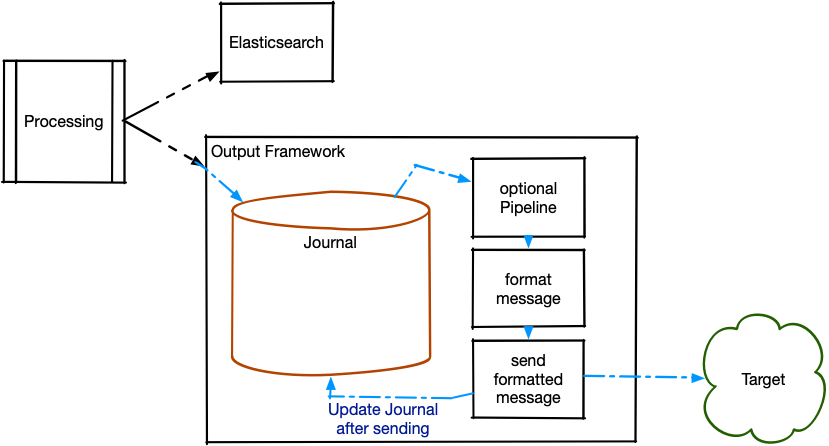 Elasticsearch
Processing
Output Framework
optional
Pipeline
Journal
format
message
send
formatted
message
Target
Update Journal
after sending